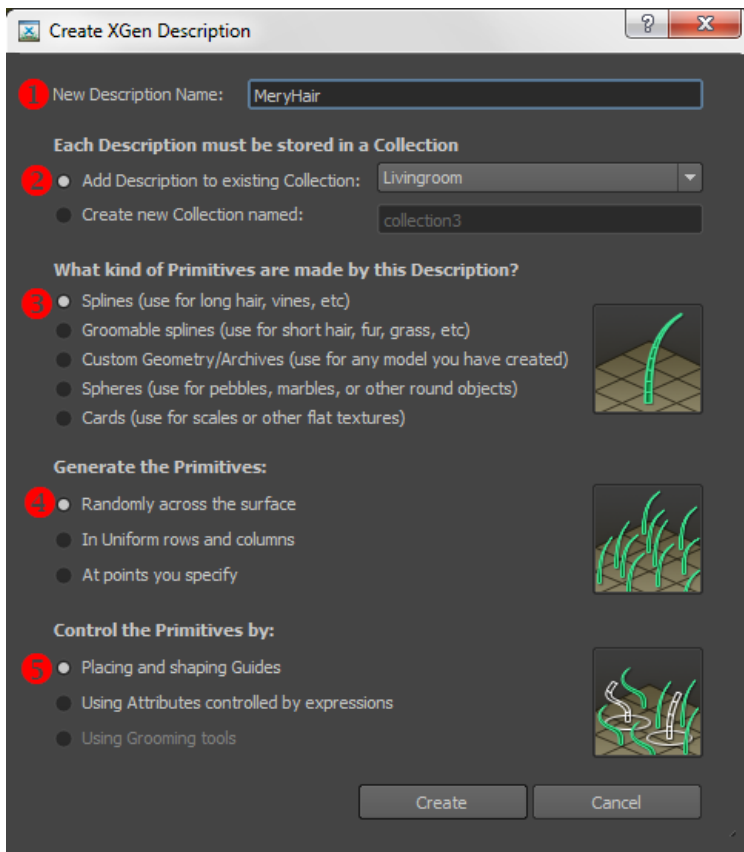 Create XGen Description
? X
1 New Description Name: MeryHair
Each Description must be stored in a Collection
2 Add Description to existing Collection: Livingroom
Create new Collection named: collection3
What kind of Primitives are made by this Description?
3 Splines (use for long hair, vines, etc)
Groomable splines (use for short hair, fur, grass, etc)
Custom Geometry/Archives (use for any model you have created)
Spheres (use for pebbles, marbles, or other round objects)
Cards (use for scales or other flat textures)
Generate the Primitives:
4 Randomly across the surface
In Uniform rows and columns
At points you specify
Control the Primitives by:
5 Placing and shaping Guides
Using Attributes controlled by expressions
Using Grooming tools
Create Cancel